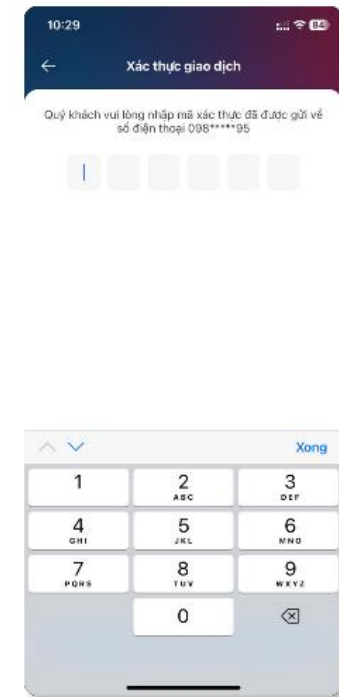 10:29
84
Xác thực giao dịch
Quý khách vui lòng nhập mã xác thực đã được gửi về
số điện thoại 098*****95
Xong
1
2
ABC
3
DEF
4
GHI
5
JKL
6
MNO
7
PQRS
8
TUV
9
WXYZ
0